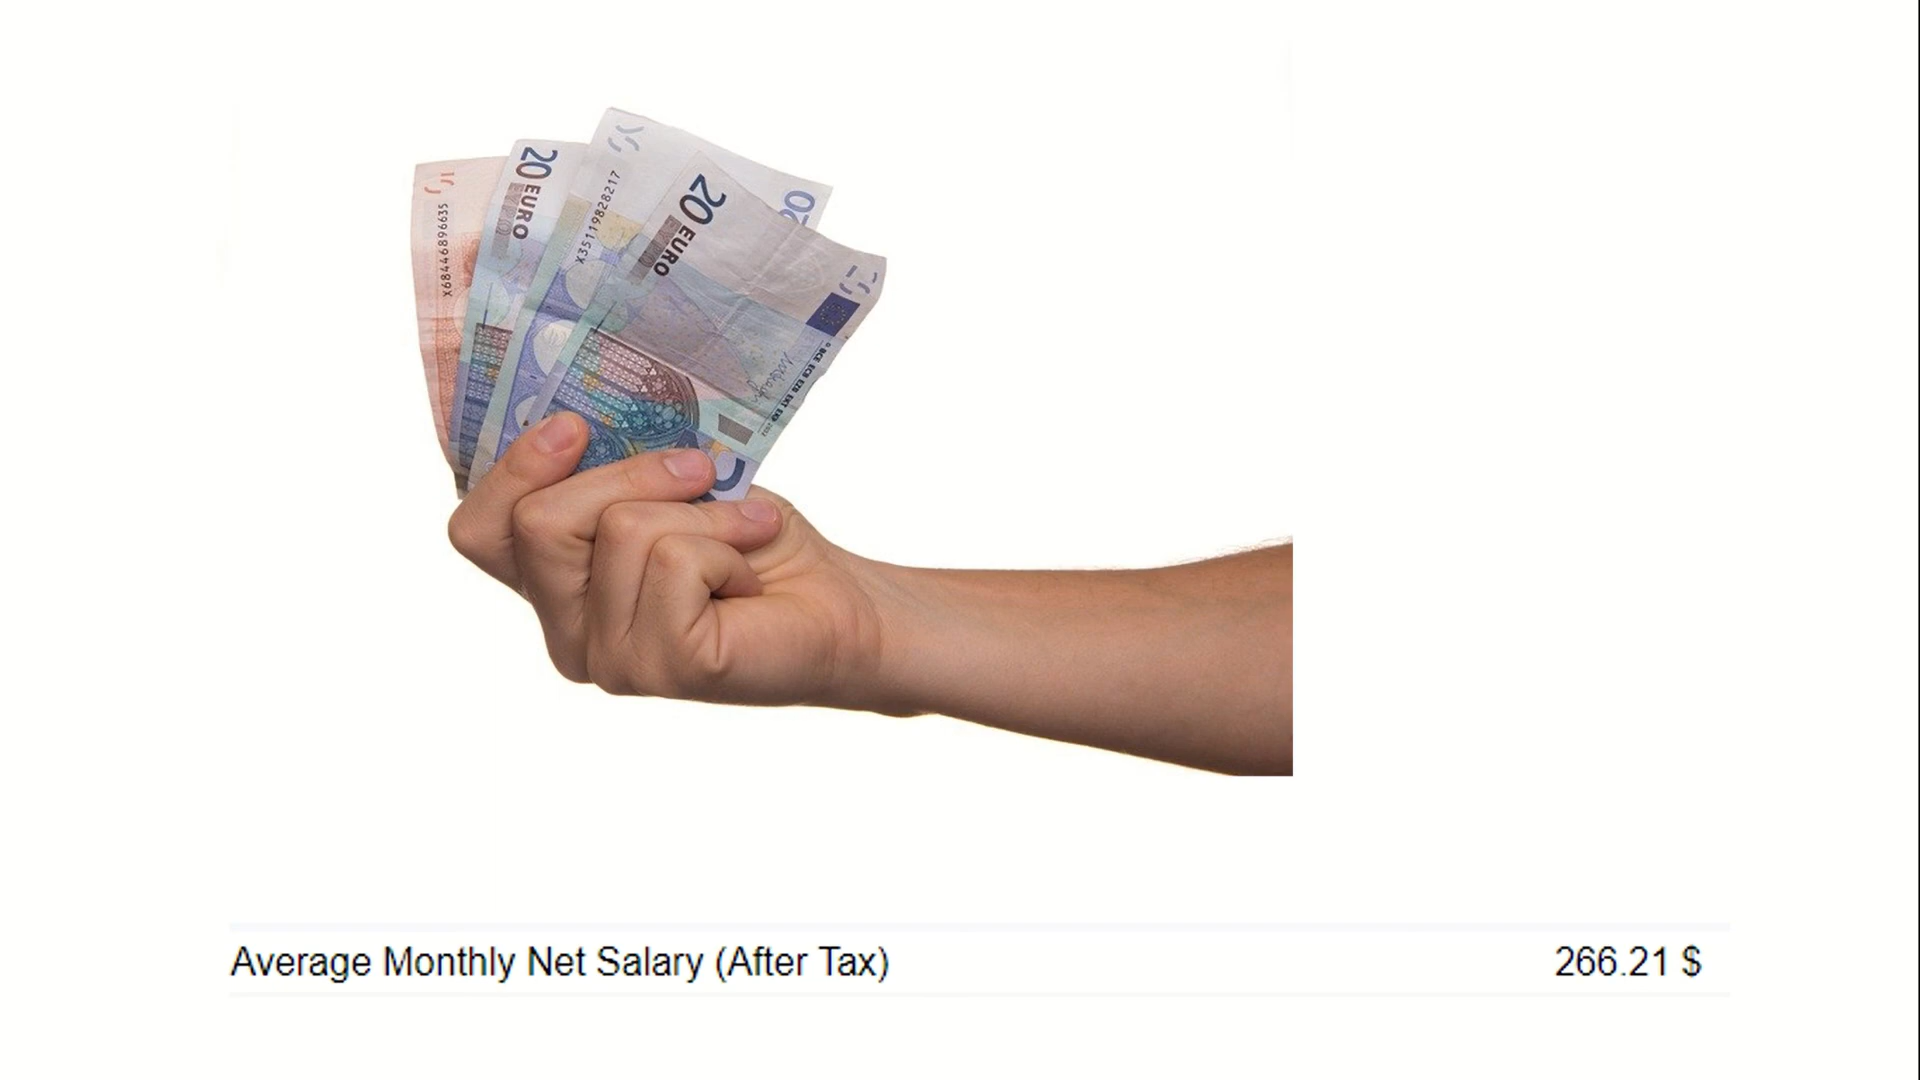 X68446896635
20 EURO
X35119828217
20
20 EURO
Average Monthly Net Salary (After Tax) 266.21 $